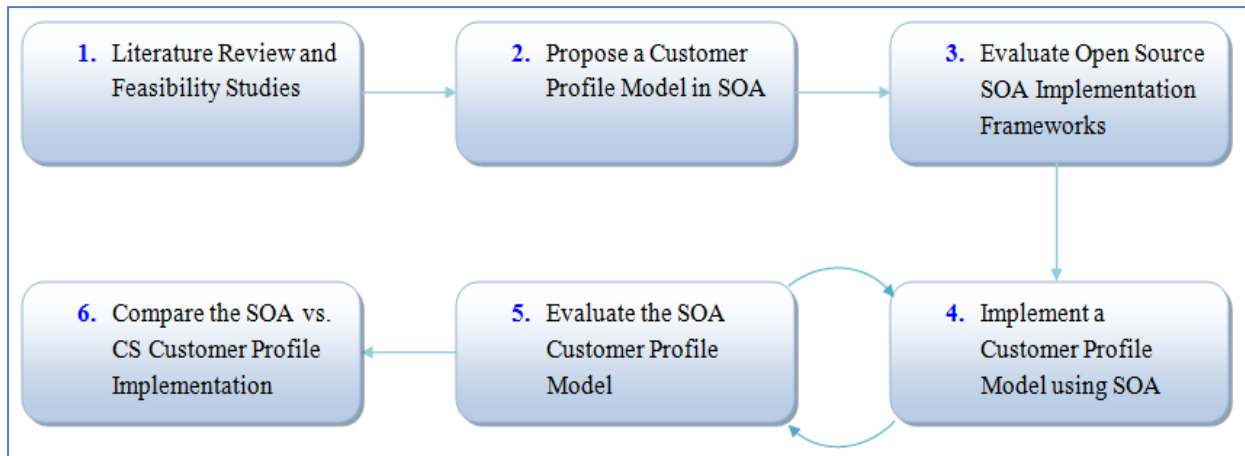 1. Literature Review and
Feasibility Studies
2. Propose a Customer
Profile Model in SOA
3. Evaluate Open Source
SOA Implementation
Frameworks
4. Implement a
Customer Profile
Model using SOA
5. Evaluate the SOA
Customer Profile
Model
6. Compare the SOA vs.
CS Customer Profile
Implementation